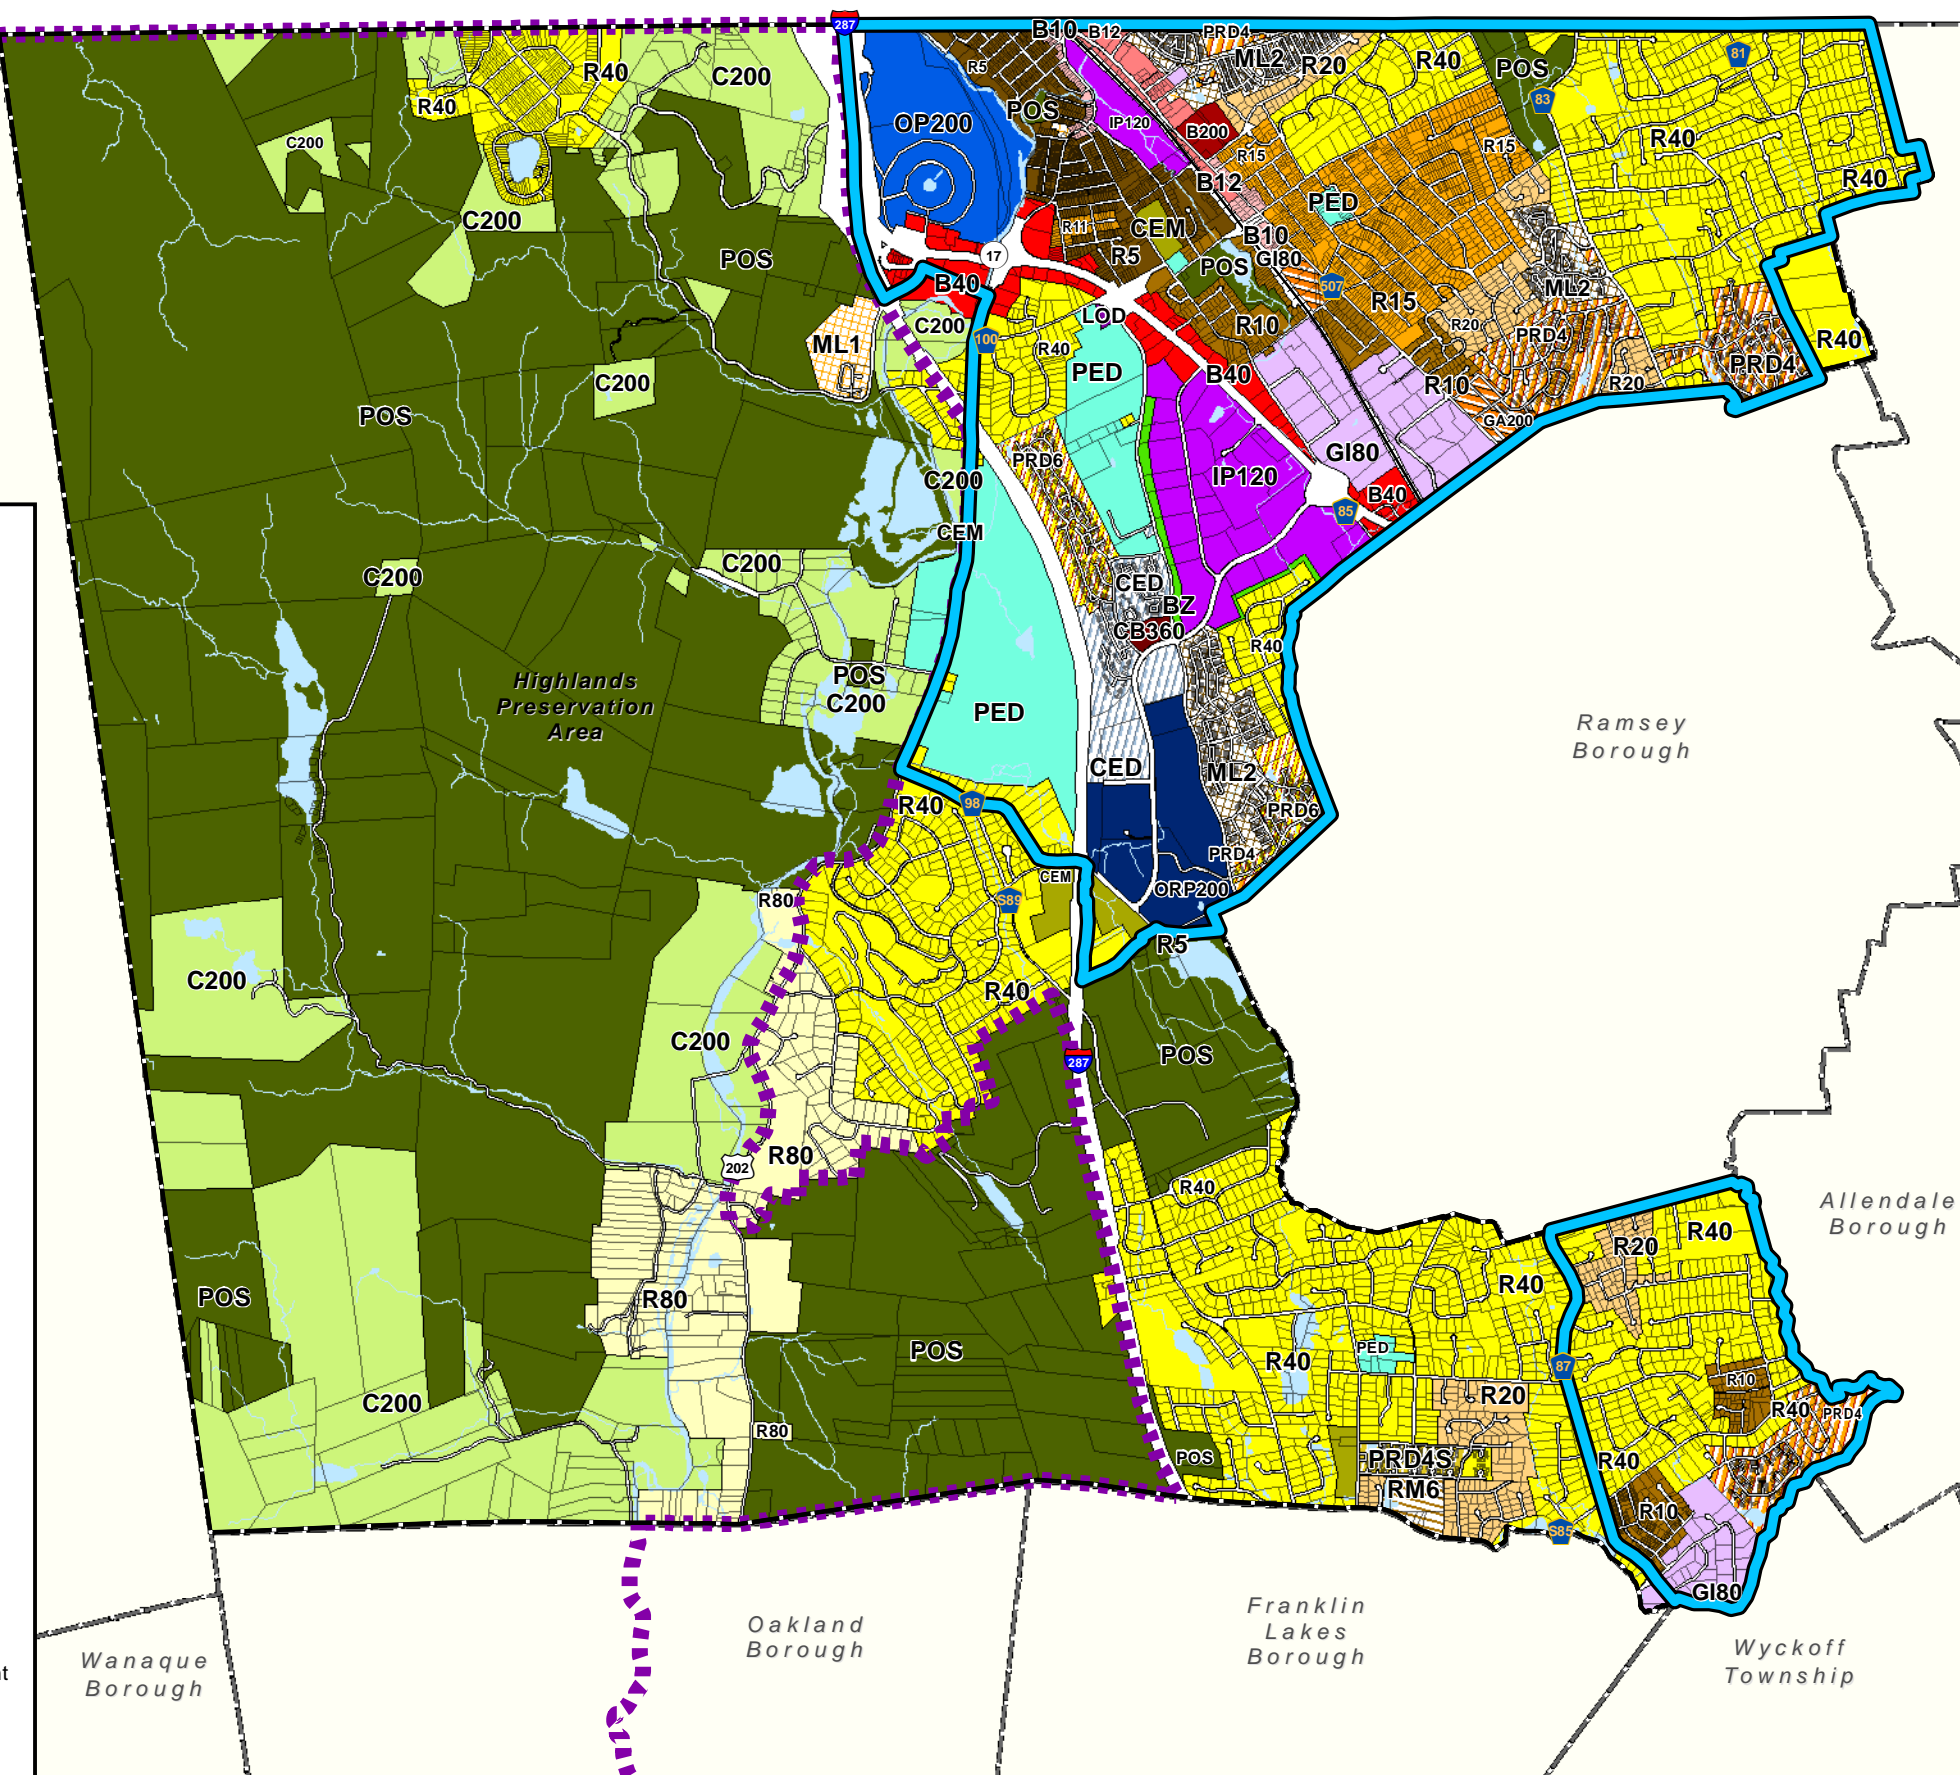 287
B10
B12
PRD4
ML2
R20
R40
POS
81
R40
R40
C200
R5
83
OP200
POS
IP120
B200
R15
R15
R40
C200
R40
B12
PED
C200
R11
CEM
R5
B10
GI80
POS
POS
17
B40
507
ML2
R15
C200
LOD
R10
R20
PRD4
100
R40
ML1
R40
PRD4
PED
B40
R10
R20
C200
POS
GA200
PRD6
GI80
IP120
C200
B40
85
CEM
C200
C200
CED
BZ
CB360
R40
POS
C200
Highlands
Preservation
Area
PED
Ramsey
Borough
CED
ML2
R40
98
PRD6
PRD4
CEM
ORP200
R80
S89
R5
C200
R40
C200
POS
287
R80
202
R40
Allendale
Borough
R40
R20
R40
POS
R80
POS
PED
R40
87
R10
C200
R20
R40
PRD4
R80
POS
PRD4S
RM6
R40
R10
S85
GI80
Oakland
Borough
Franklin
Lakes
Borough
Wanaque
Borough
Wyckoff
Township